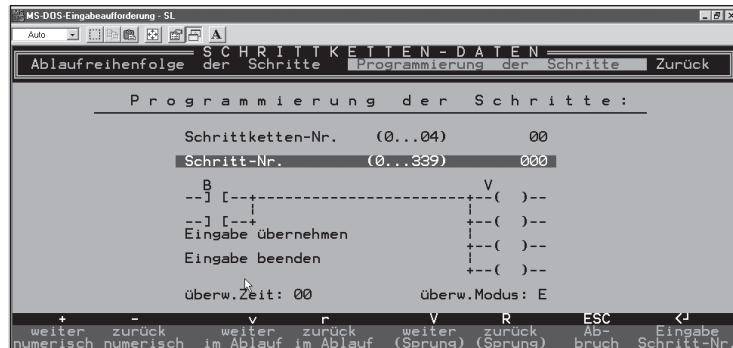 MS-DOS-Eingabeaufforderung - SL
Auto A
SCHRITTKETTEN-DATEN
Ablaufreihenfolge der Schritte Programmierung der Schritte Zurück
Programmierung der Schritte:
Schrittketten-Nr. (0...04) 00
Schritt-Nr. (0...339) 000
B V
--] [--+-------------------------+--( )--
--] [--+ +--( )--
Eingabe übernehmen
+--( )--
Eingabe beenden
+--( )--
überw.Zeit: 00 überw.Modus: E
+ - v r V R ESC <┘
weiter zurück weiter zurück weiter zurück Ab- Eingabe
numerisch numerisch im Ablauf im Ablauf (Sprung) (Sprung) bruch Schritt-Nr.